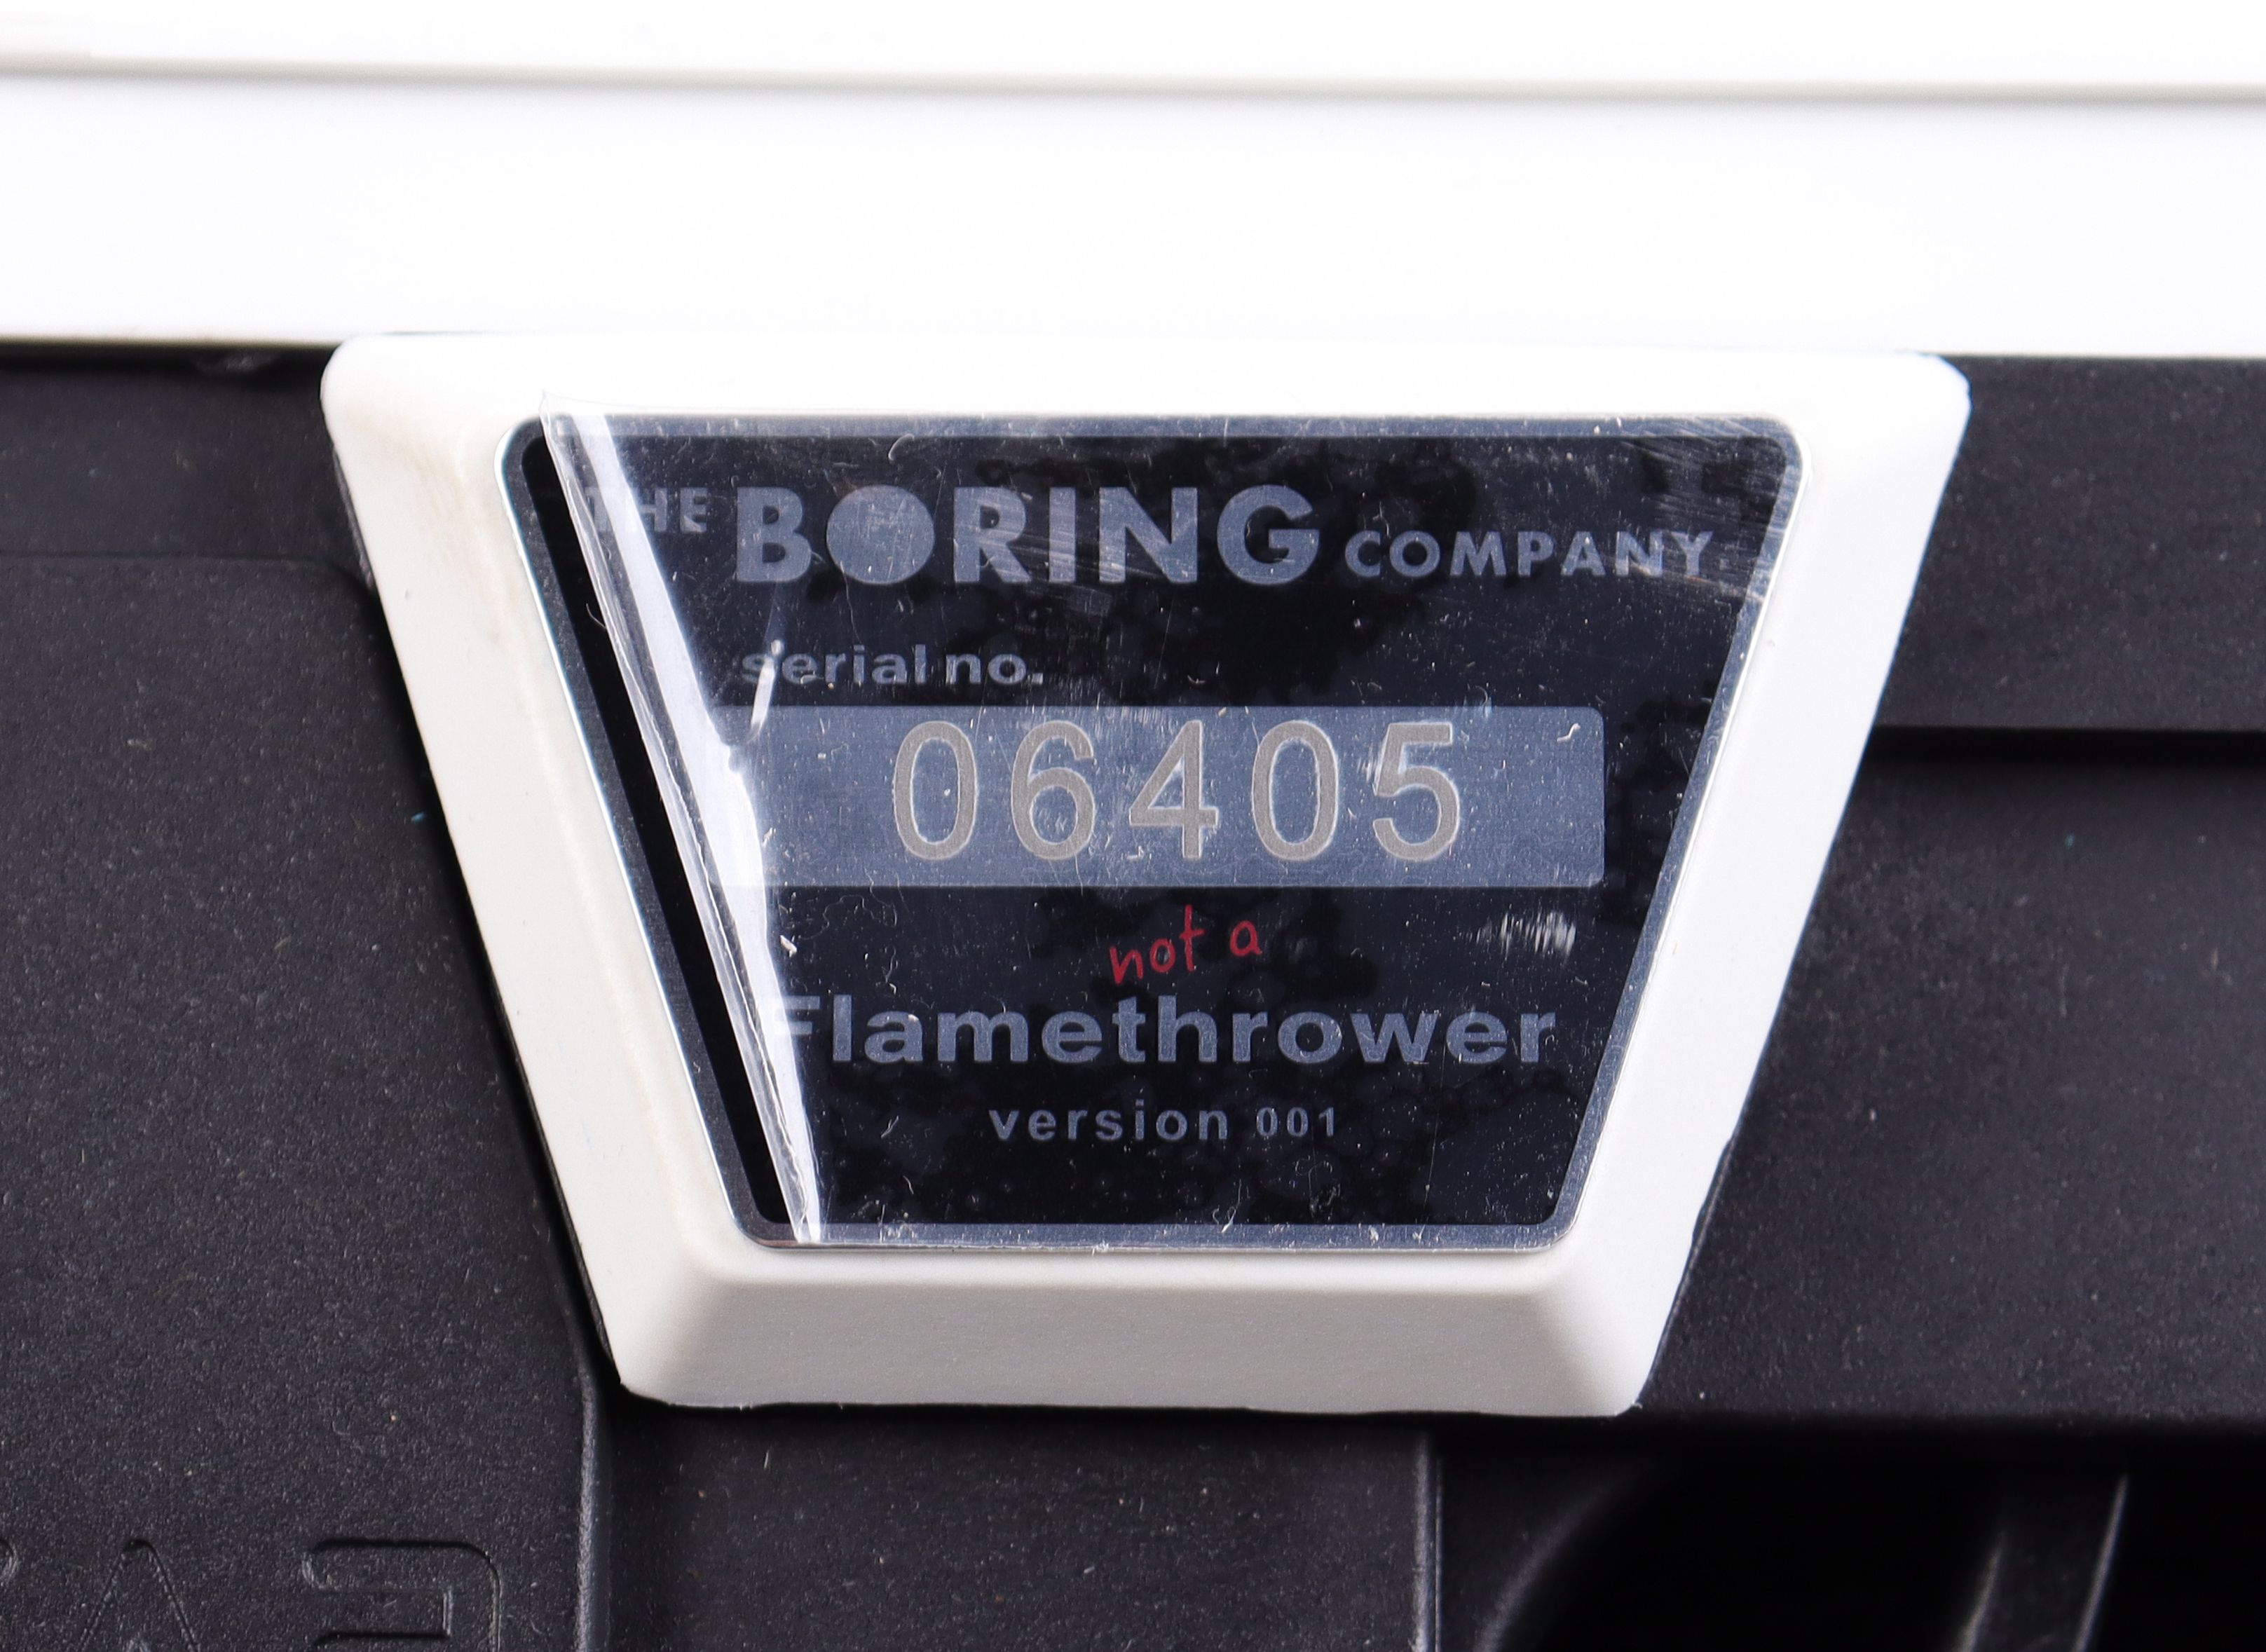 THE BORING COMPANY
serial no.
06405
not a
Flamethrower
version 001